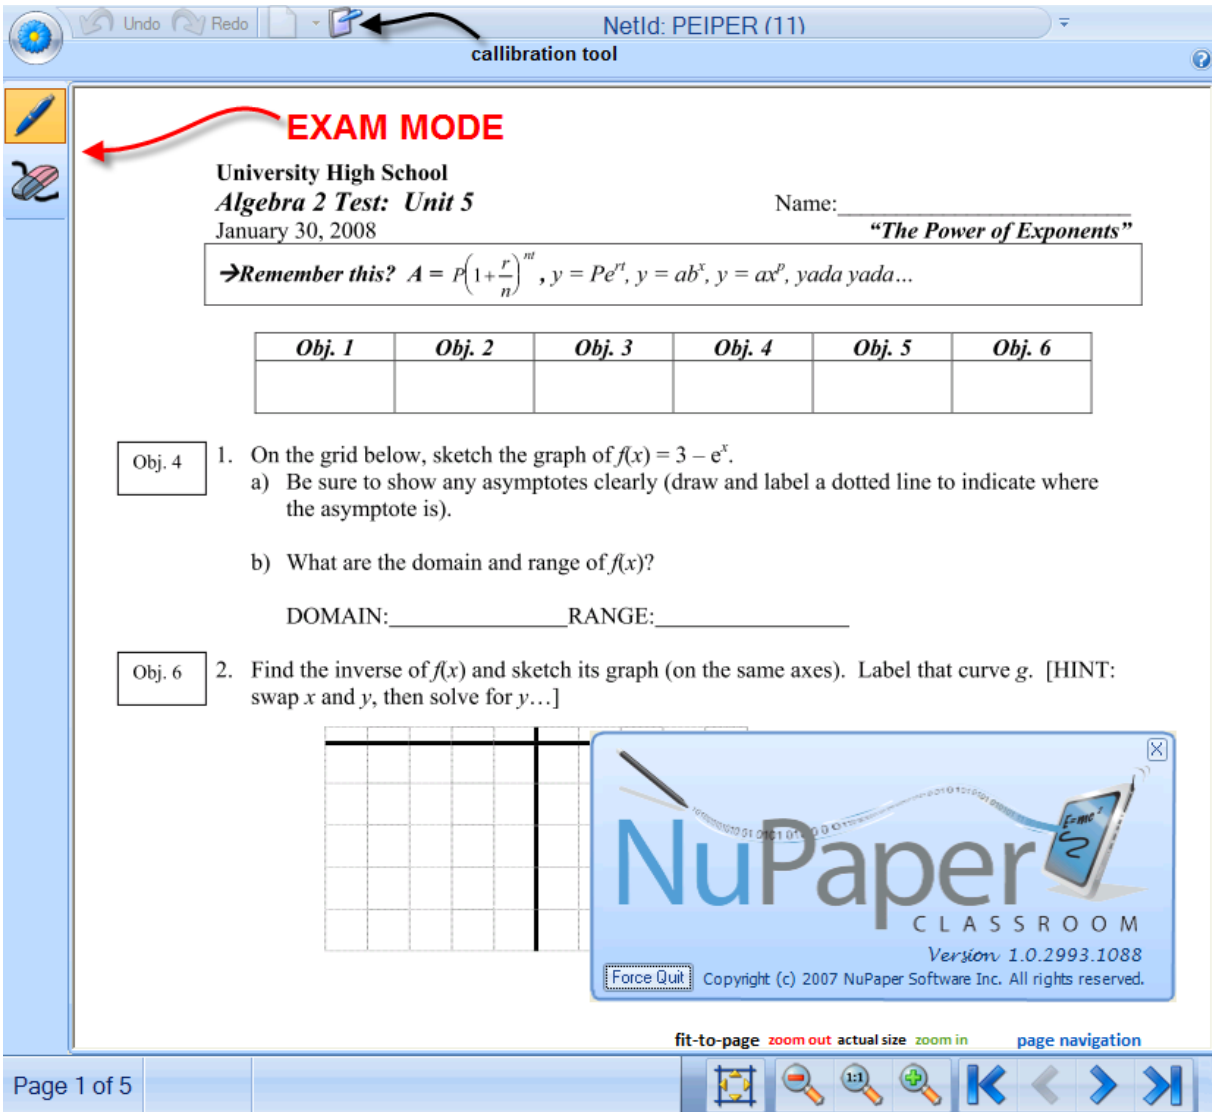 Undo Redo NetId: PEIPER (11)
callibration tool
EXAM MODE
University High School
Algebra 2 Test: Unit 5 Name:__________________________
January 30, 2008 “The Power of Exponents”
→Remember this? A = P(1+r/n)^nt, y = Pe^rt, y = ab^x, y = ax^p, yada yada…
Obj. 1 Obj. 2 Obj. 3 Obj. 4 Obj. 5 Obj. 6
Obj. 4 1. On the grid below, sketch the graph of f(x) = 3 – e^x.
a) Be sure to show any asymptotes clearly (draw and label a dotted line to indicate where
the asymptote is).
b) What are the domain and range of f(x)?
DOMAIN:________________RANGE:_________________
Obj. 6 2. Find the inverse of f(x) and sketch its graph (on the same axes). Label that curve g. [HINT:
swap x and y, then solve for y…]
E=mc²
NuPaper
CLASSROOM
Version 1.0.2993.1088
Force Quit Copyright (c) 2007 NuPaper Software Inc. All rights reserved.
fit-to-page zoom out actual size zoom in page navigation
Page 1 of 5 1:1